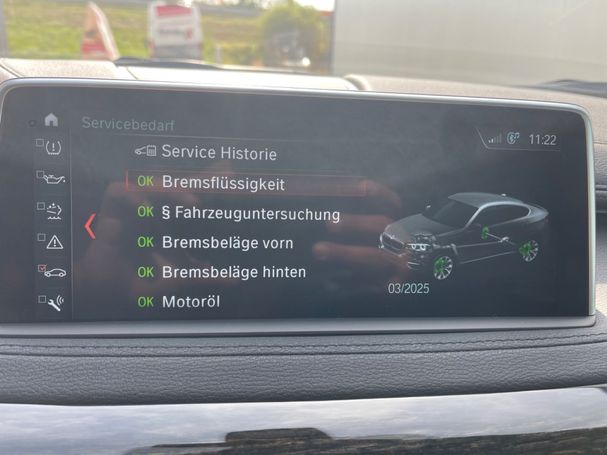 Servicebedarf
11:22
Service Historie
OK Bremsflüssigkeit
OK § Fahrzeuguntersuchung
OK Bremsbeläge vorn
OK Bremsbeläge hinten
03/2025
OK Motoröl